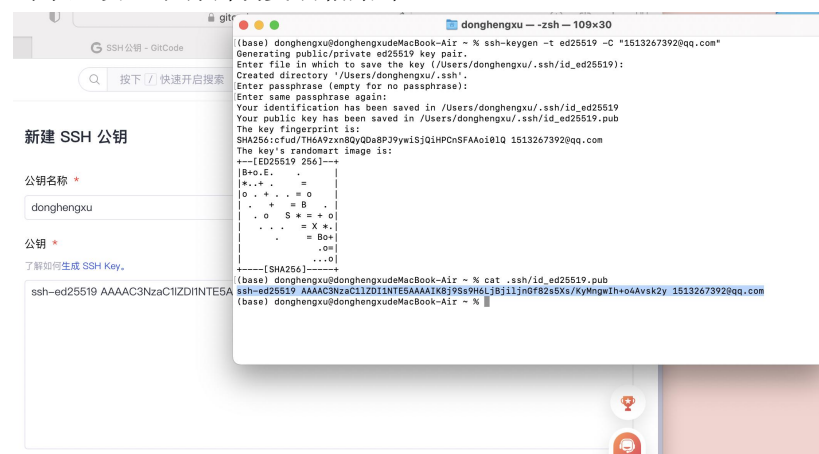 donghengxu — -zsh — 109×30
(base) donghengxu@donghengxudeMacBook-Air ~ % ssh-keygen -t ed25519 -C "1513267392@qq.com"
Generating public/private ed25519 key pair.
Enter file in which to save the key (/Users/donghengxu/.ssh/id_ed25519):
Created directory '/Users/donghengxu/.ssh'.
Enter passphrase (empty for no passphrase):
Enter same passphrase again:
Your identification has been saved in /Users/donghengxu/.ssh/id_ed25519
Your public key has been saved in /Users/donghengxu/.ssh/id_ed25519.pub
The key fingerprint is:
SHA256:cfud/TH6A9zxn8QyQDa8PJ9ywiSjQiHPCnSFAAoi0lQ 1513267392@qq.com
The key's randomart image is:
+--[ED25519 256]--+
|B+o.E.    .      |
|*..+ .     =     |
|o . + . . = o    |
| .   +   = B   . |
|  . o   S * = + o|
|   . . .   = X *.|
|      .     = Bo+|
|             .o=|
|            ...o|
+----[SHA256]-----+
(base) donghengxu@donghengxudeMacBook-Air ~ % cat .ssh/id_ed25519.pub
ssh-ed25519 AAAAC3NzaC1lZDI1NTE5AAAAIK8j9Ss9H6LjBjiljnGf82s5Xs/KyMngwIh+o4Avsk2y 1513267392@qq.com
(base) donghengxu@donghengxudeMacBook-Air ~ %
gitc
SSH 公钥 - GitCode
按下 / 快速开启搜索
新建 SSH 公钥
公钥名称 *
donghengxu
公钥 *
了解如何生成 SSH Key。
ssh-ed25519 AAAAC3NzaC1lZDI1NTE5A